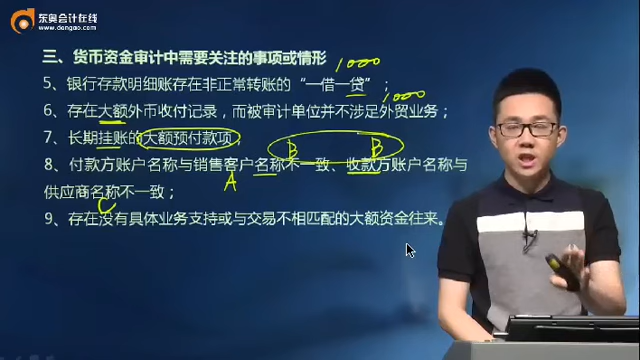 东奥会计在线
www.dongao.com
三、货币资金审计中需要关注的事项或情形
1000
5、银行存款明细账存在非正常转账的“一借一贷”;
1000
6、存在大额外币收付记录，而被审计单位并不涉足外贸业务；
7、长期挂账的大额预付款项；
B B
8、付款方账户名称与销售客户名称不一致、收款方账户名称与
A
供应商名称不一致；
C
9、存在没有具体业务支持或与交易不相匹配的大额资金往来。